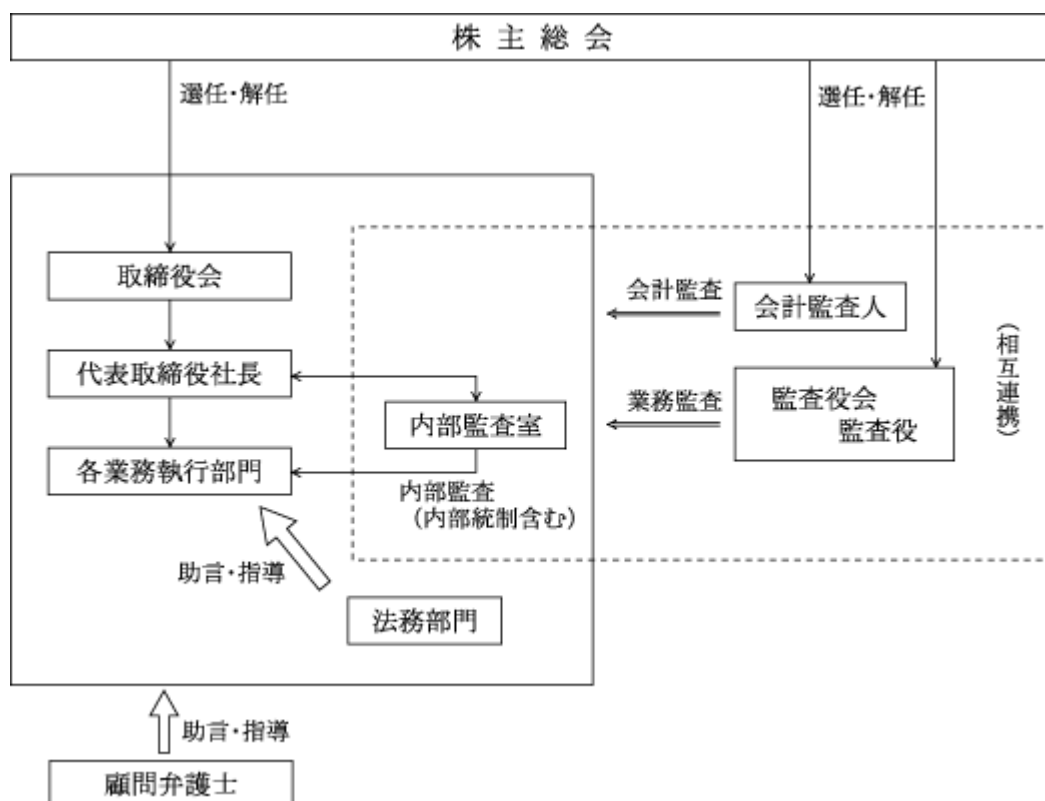 株主総会
選任・解任
選任・解任
取締役会
会計監査
会計監査人
代表取締役社長
業務監査
監査役会
監査役
（相互連携）
内部監査室
各業務執行部門
内部監査
（内部統制含む）
助言・指導
法務部門
助言・指導
顧問弁護士